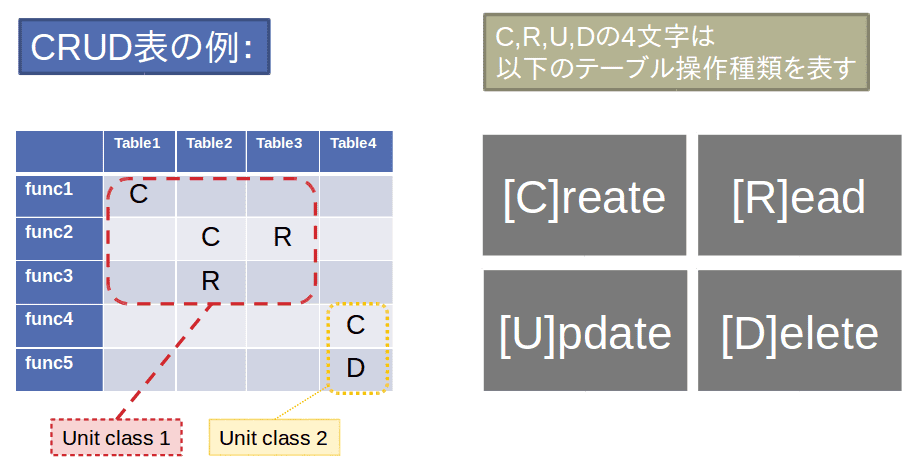 CRUD表の例：
C,R,U,Dの4文字は
以下のテーブル操作種類を表す
Table1 Table2 Table3 Table4
func1 C
func2 C R
func3 R
func4 C
func5 D
Unit class 1
Unit class 2
[C]reate
[R]ead
[U]pdate
[D]elete